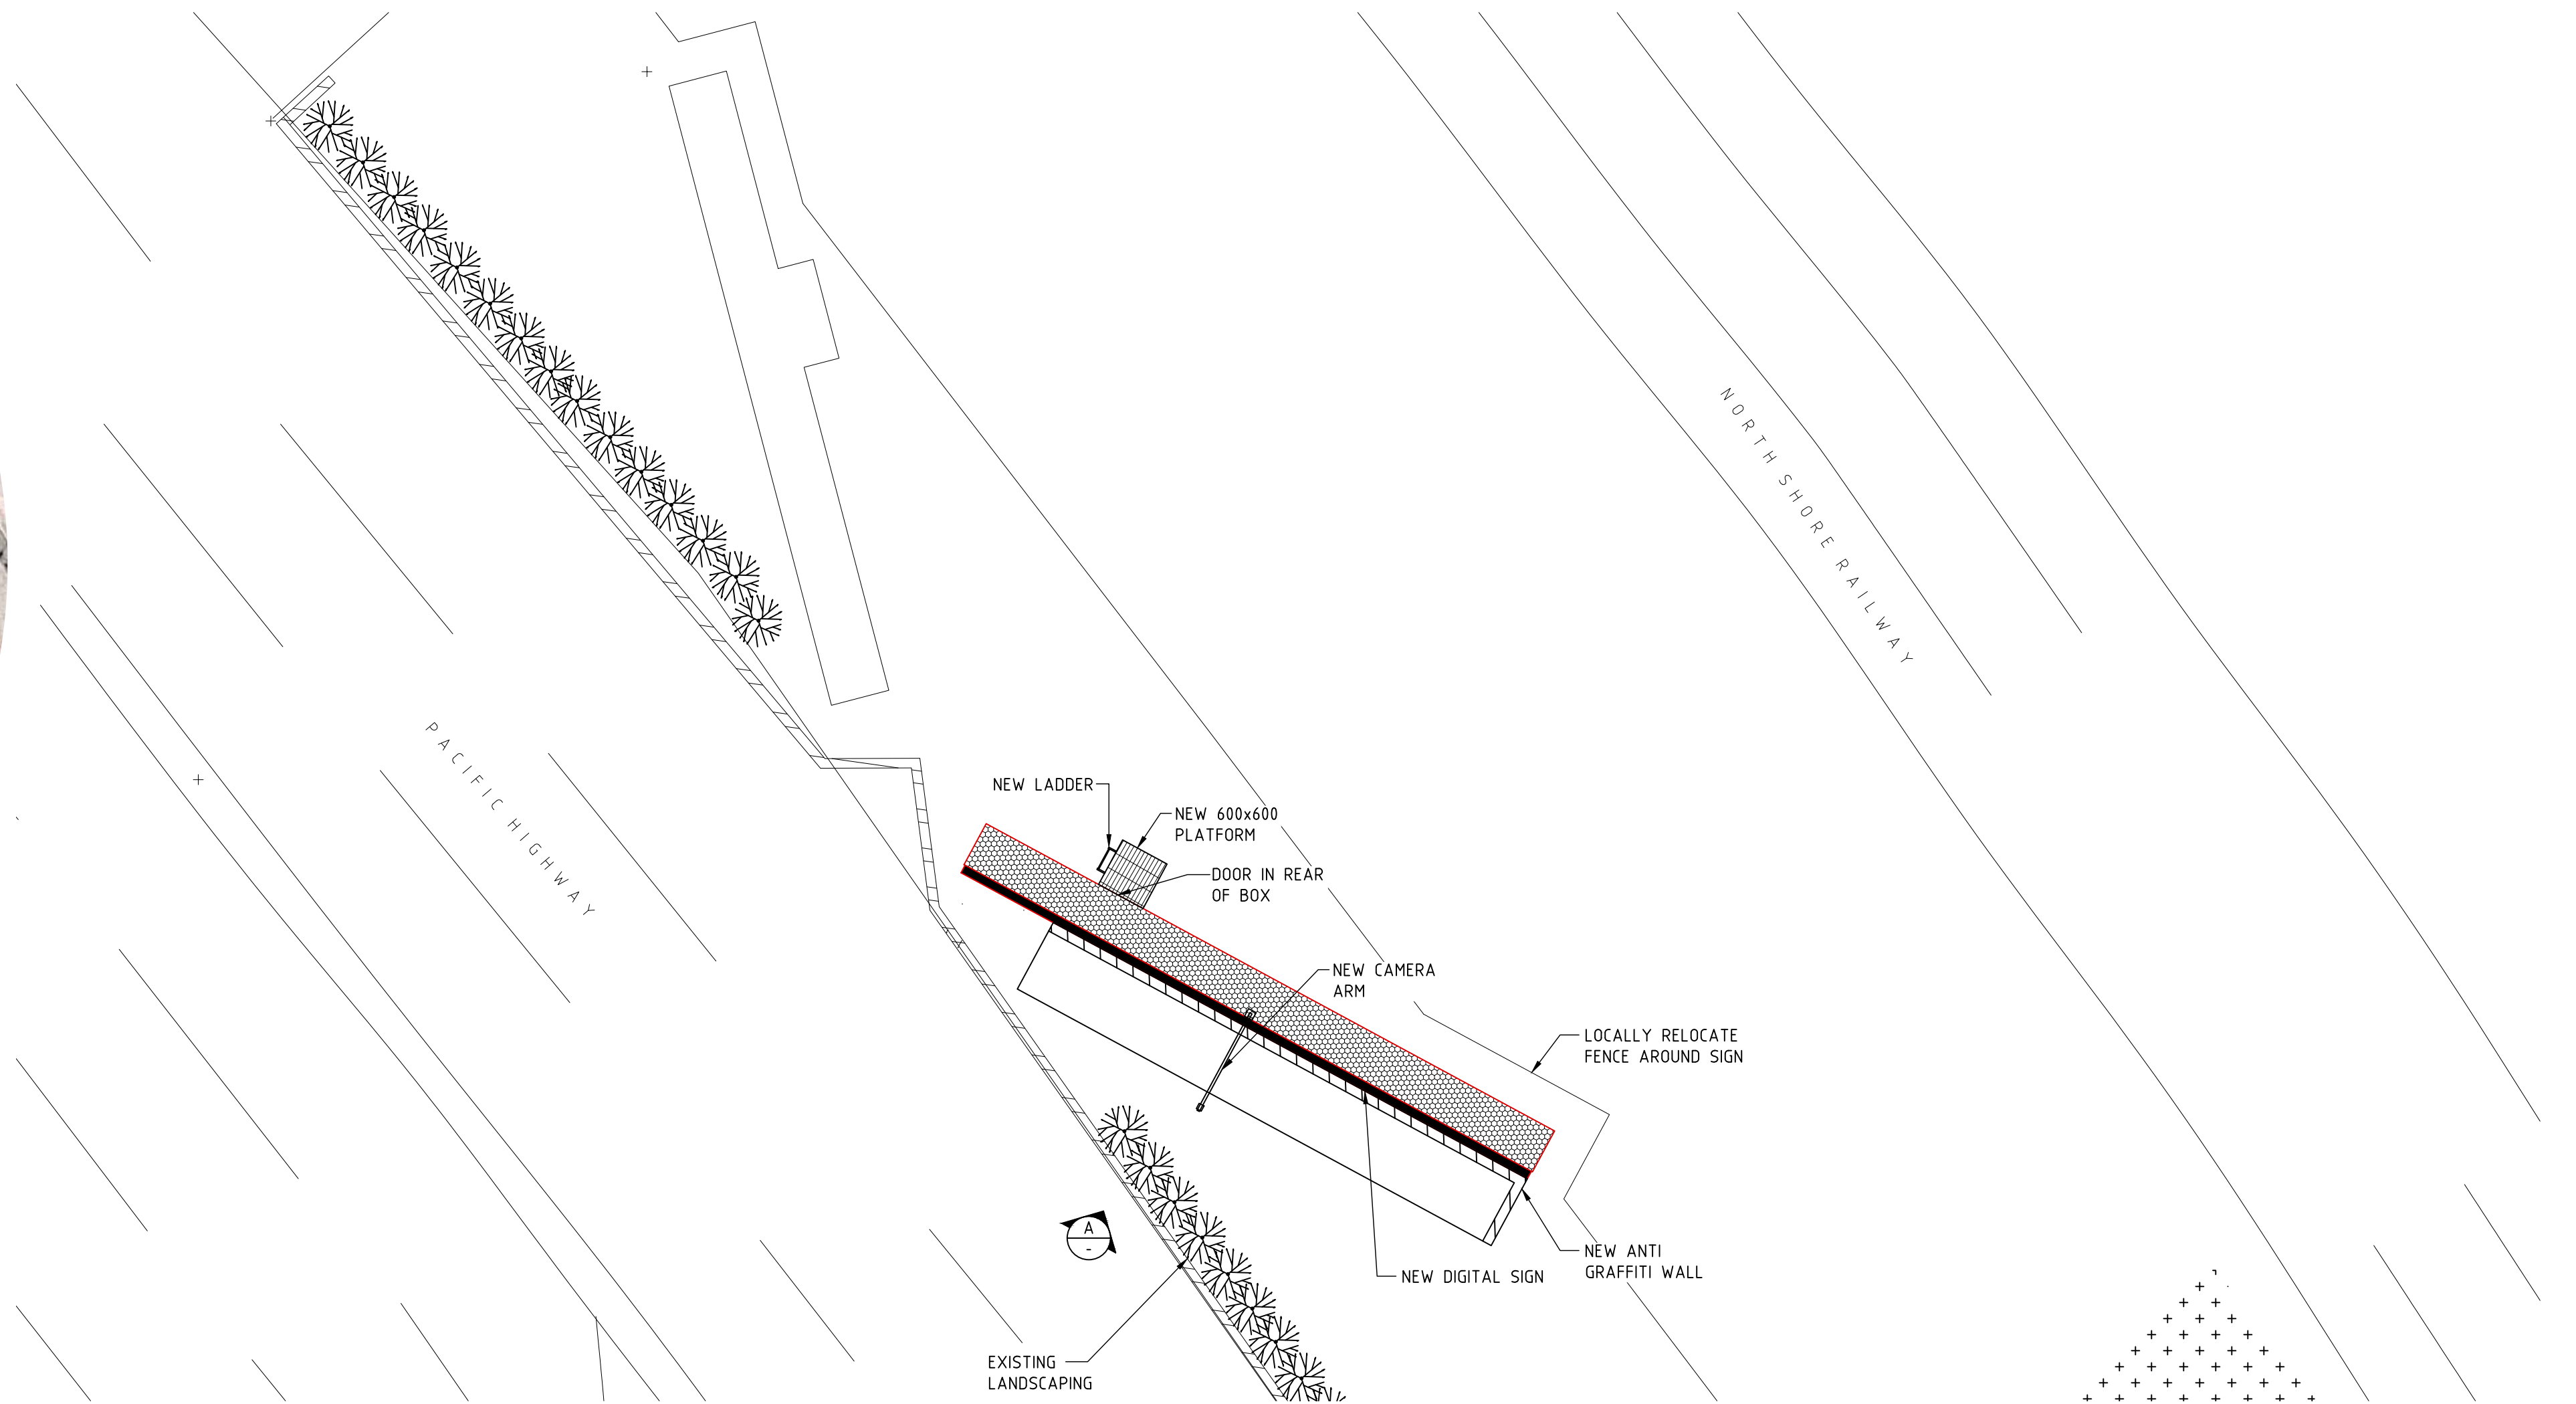 NORTH SHORE RAILWAY
PACIFIC HIGHWAY
NEW LADDER
NEW 600x600
PLATFORM
DOOR IN REAR
OF BOX
NEW CAMERA
ARM
LOCALLY RELOCATE
FENCE AROUND SIGN
A
-
NEW ANTI
GRAFFITI WALL
NEW DIGITAL SIGN
EXISTING
LANDSCAPING